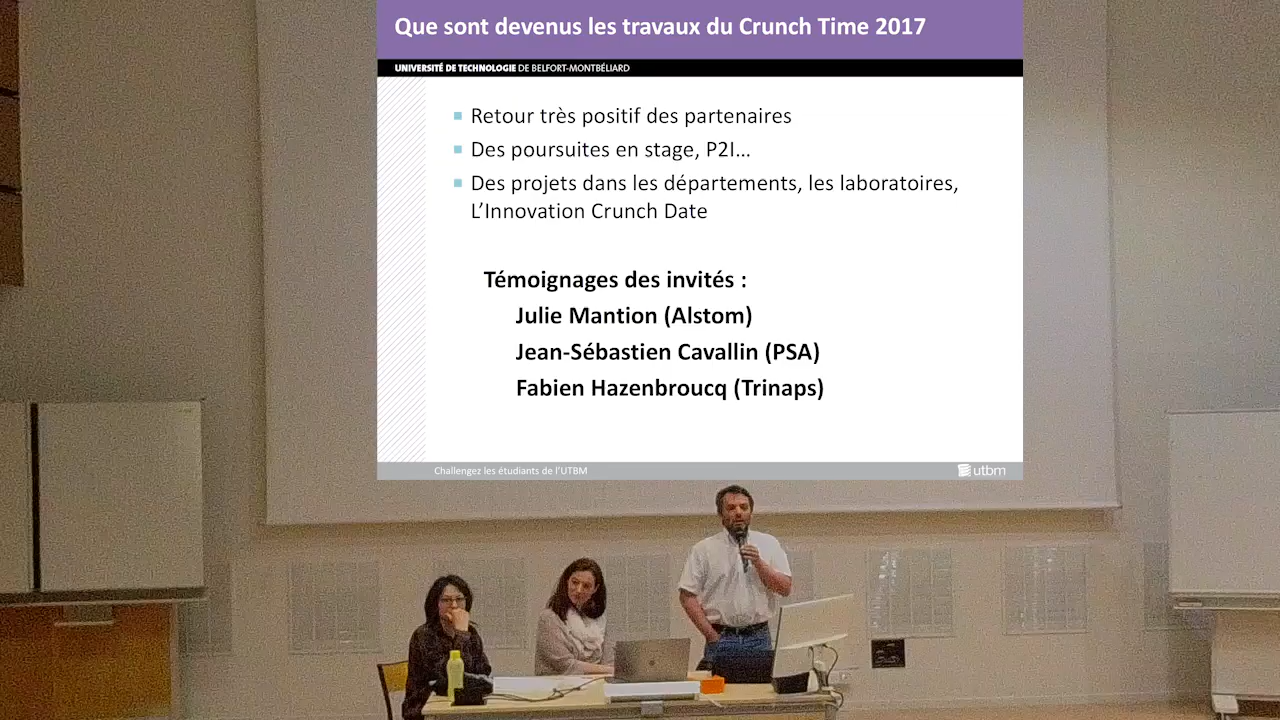 Que sont devenus les travaux du Crunch Time 2017
UNIVERSITÉ DE TECHNOLOGIE DE BELFORT-MONTBÉLIARD
Retour très positif des partenaires
Des poursuites en stage, P2I...
Des projets dans les départements, les laboratoires,
L'Innovation Crunch Date
Témoignages des invités :
Julie Mantion (Alstom)
Jean-Sébastien Cavallin (PSA)
Fabien Hazenbroucq (Trinaps)
Challengez les étudiants de l'UTBM
utbm